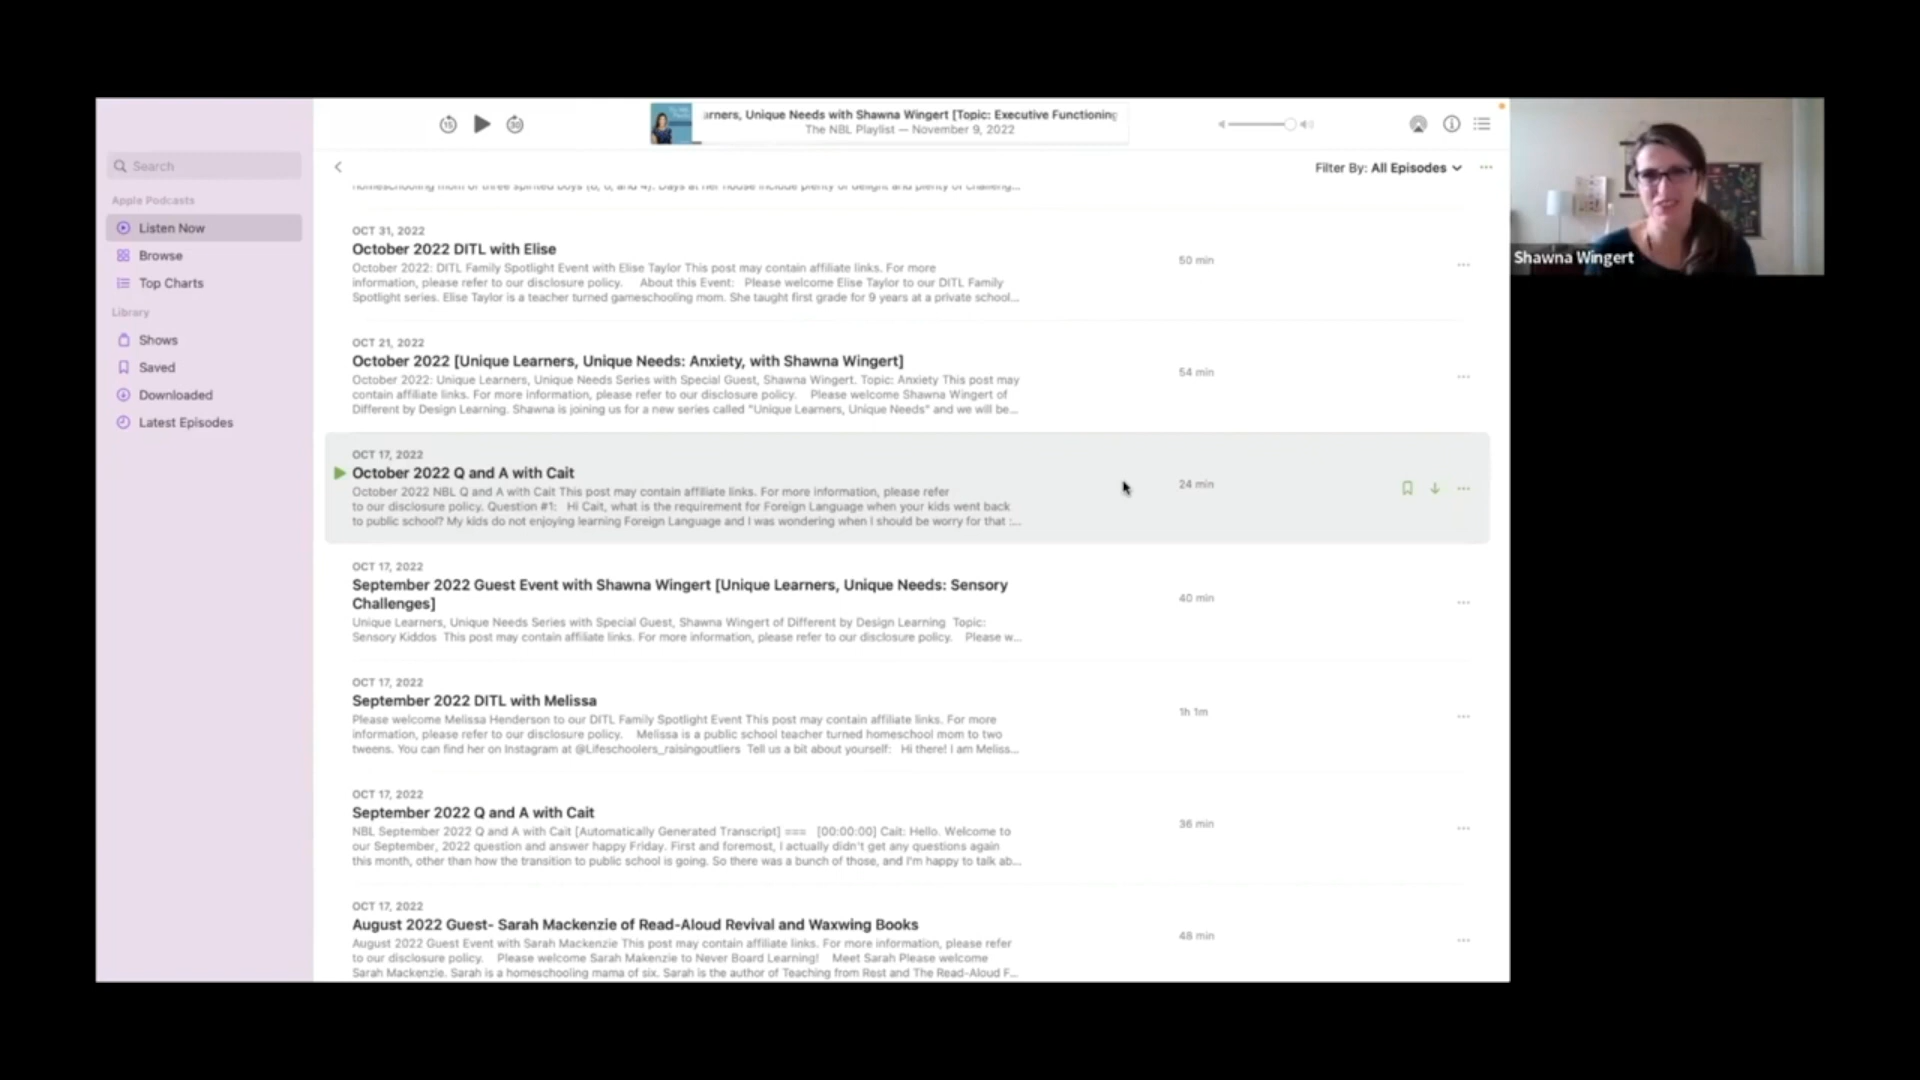 15
30
arners, Unique Needs with Shawna Wingert [Topic: Executive Functioning
The NBL Playlist — November 9, 2022
Search
Apple Podcasts
Listen Now
Browse
Top Charts
Library
Shows
Saved
Downloaded
Latest Episodes
Filter By: All Episodes
homeschooling mom of three spirited boys (8, 6, and 4). Days at her house include plenty of delight and plenty of challeng...
OCT 31, 2022
October 2022 DITL with Elise
October 2022: DITL Family Spotlight Event with Elise Taylor This post may contain affiliate links. For more
information, please refer to our disclosure policy. About this Event: Please welcome Elise Taylor to our DITL Family
Spotlight series. Elise Taylor is a teacher turned gameschooling mom. She taught first grade for 9 years at a private school...
50 min
OCT 21, 2022
October 2022 [Unique Learners, Unique Needs: Anxiety, with Shawna Wingert]
October 2022: Unique Learners, Unique Needs Series with Special Guest, Shawna Wingert. Topic: Anxiety This post may
contain affiliate links. For more information, please refer to our disclosure policy. Please welcome Shawna Wingert of
Different by Design Learning. Shawna is joining us for a new series called "Unique Learners, Unique Needs" and we will be...
54 min
OCT 17, 2022
October 2022 Q and A with Cait
October 2022 NBL Q and A with Cait This post may contain affiliate links. For more information, please refer
to our disclosure policy. Question #1: Hi Cait, what is the requirement for Foreign Language when your kids went back
to public school? My kids do not enjoying learning Foreign Language and I was wondering when I should be worry for that :...
24 min
OCT 17, 2022
September 2022 Guest Event with Shawna Wingert [Unique Learners, Unique Needs: Sensory
Challenges]
Unique Learners, Unique Needs Series with Special Guest, Shawna Wingert of Different by Design Learning Topic:
Sensory Kiddos This post may contain affiliate links. For more information, please refer to our disclosure policy. Please w...
40 min
OCT 17, 2022
September 2022 DITL with Melissa
Please welcome Melissa Henderson to our DITL Family Spotlight Event This post may contain affiliate links. For more
information, please refer to our disclosure policy. Melissa is a public school teacher turned homeschool mom to two
tweens. You can find her on Instagram at @Lifeschoolers_raisingoutliers Tell us a bit about yourself: Hi there! I am Meliss...
1h 1m
OCT 17, 2022
September 2022 Q and A with Cait
NBL September 2022 Q and A with Cait [Automatically Generated Transcript] === [00:00:00] Cait: Hello. Welcome to
our September, 2022 question and answer happy Friday. First and foremost, I actually didn't get any questions again
this month, other than how the transition to public school is going. So there was a bunch of those, and I'm happy to talk ab...
36 min
OCT 17, 2022
August 2022 Guest- Sarah Mackenzie of Read-Aloud Revival and Waxwing Books
August 2022 Guest Event with Sarah Mackenzie This post may contain affiliate links. For more information, please refer
to our disclosure policy. Please welcome Sarah Makenzie to Never Board Learning! Meet Sarah Please welcome
Sarah Mackenzie. Sarah is a homeschooling mama of six. Sarah is the author of Teaching from Rest and The Read-Aloud F...
48 min
Shawna Wingert